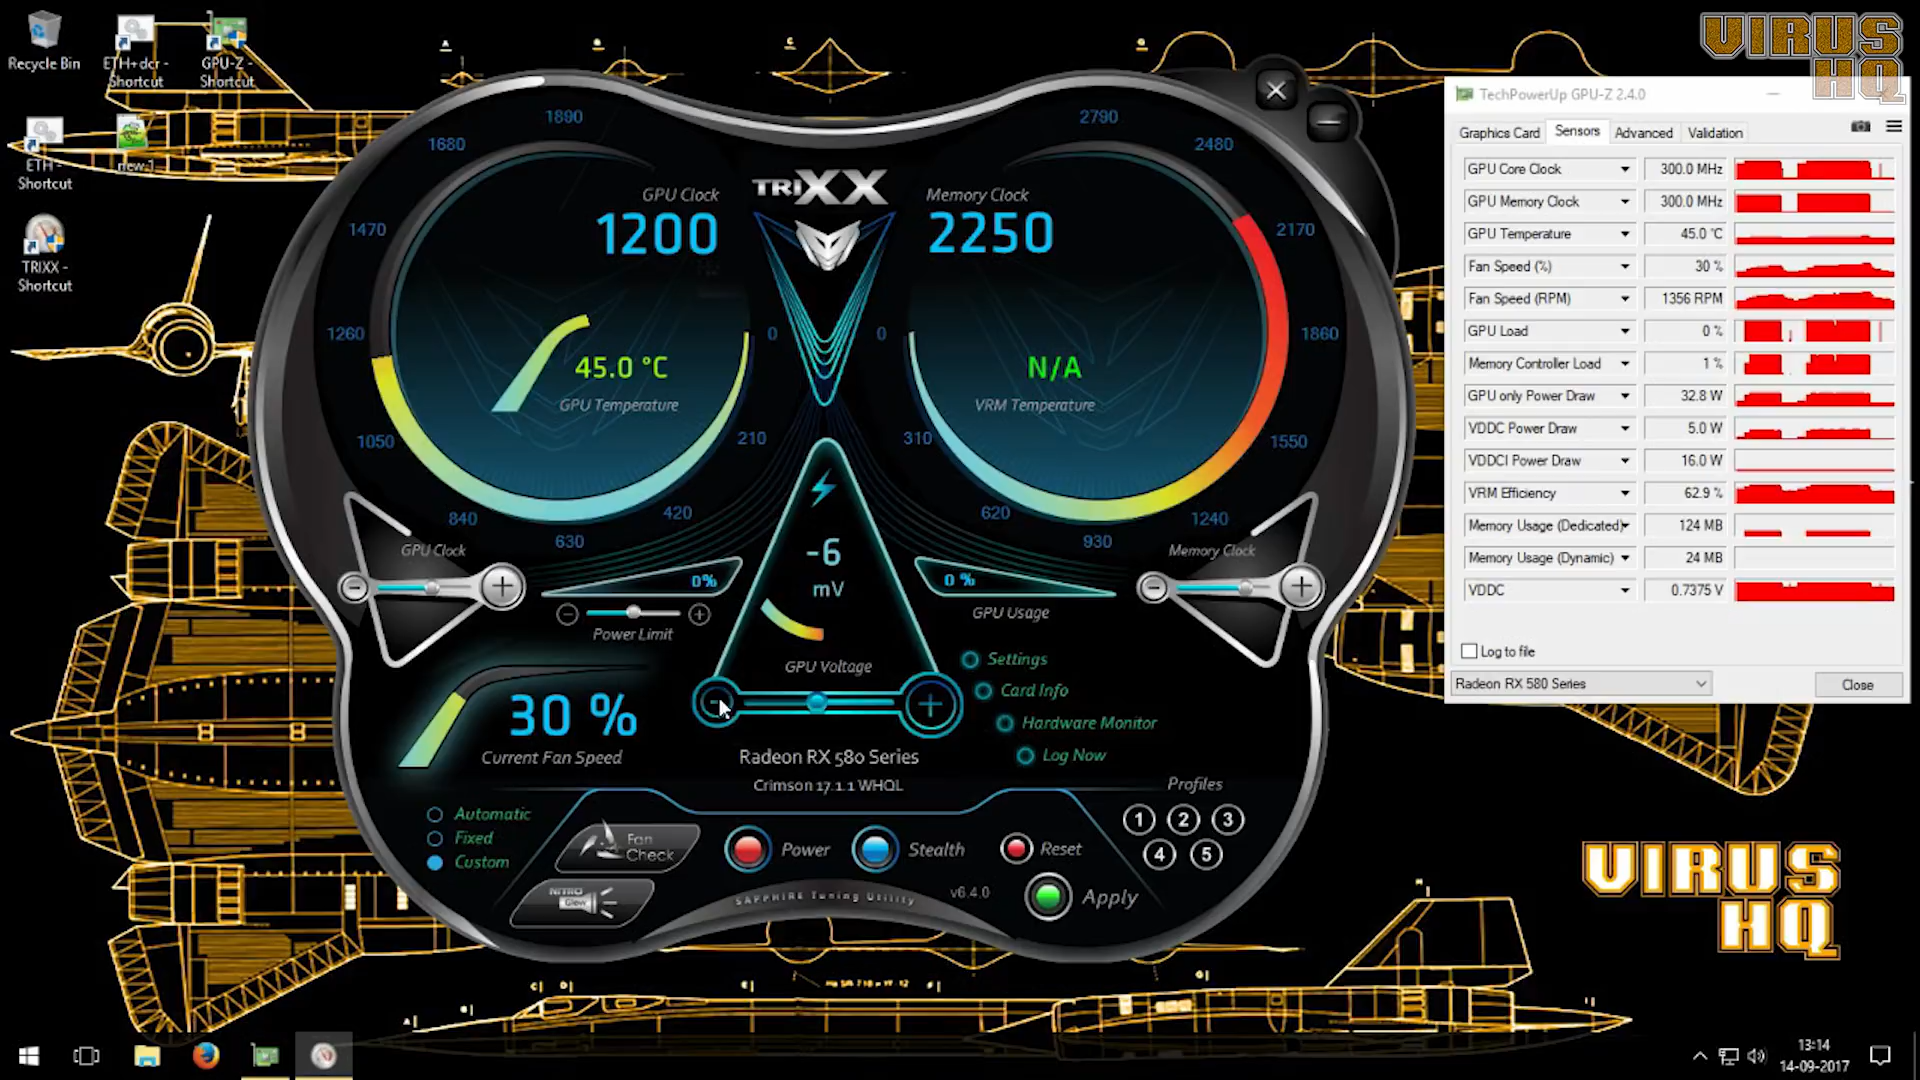 VIRUS
HQ
Recycle Bin
ETH+dcr -
Shortcut
GPU-Z -
Shortcut
ETH -
Shortcut
new 1
TRIXX -
Shortcut
A
C
1890
1680
1470
1260
1050
840
630
420
210
0
GPU Clock
1200
TRIXX
Memory Clock
2250
2790
2480
2170
1860
1550
1240
930
620
310
0
45.0 °C
GPU Temperature
N/A
VRM Temperature
GPU Clock
Memory Clock
0%
Power Limit
-6
mV
GPU Voltage
0 %
GPU Usage
30 %
Current Fan Speed
Settings
Card Info
Hardware Monitor
Log Now
Radeon RX 580 Series
Crimson 17.1.1 WHQL
Automatic
Fixed
Custom
Fan
Check
NITRO
Glow
Power
Stealth
Reset
Apply
Profiles
1 2 3
4 5
SAPPHIRE Tuning Utility
v6.4.0
TechPowerUp GPU-Z 2.4.0
Graphics Card Sensors Advanced Validation
GPU Core Clock 300.0 MHz
GPU Memory Clock 300.0 MHz
GPU Temperature 45.0 °C
Fan Speed (%) 30 %
Fan Speed (RPM) 1356 RPM
GPU Load 0 %
Memory Controller Load 1 %
GPU only Power Draw 32.8 W
VDDC Power Draw 5.0 W
VDDCI Power Draw 16.0 W
VRM Efficiency 62.9 %
Memory Usage (Dedicated) 124 MB
Memory Usage (Dynamic) 24 MB
VDDC 0.7375 V
Log to file
Radeon RX 580 Series
Close
VIRUS
HQ
13:14
14-09-2017